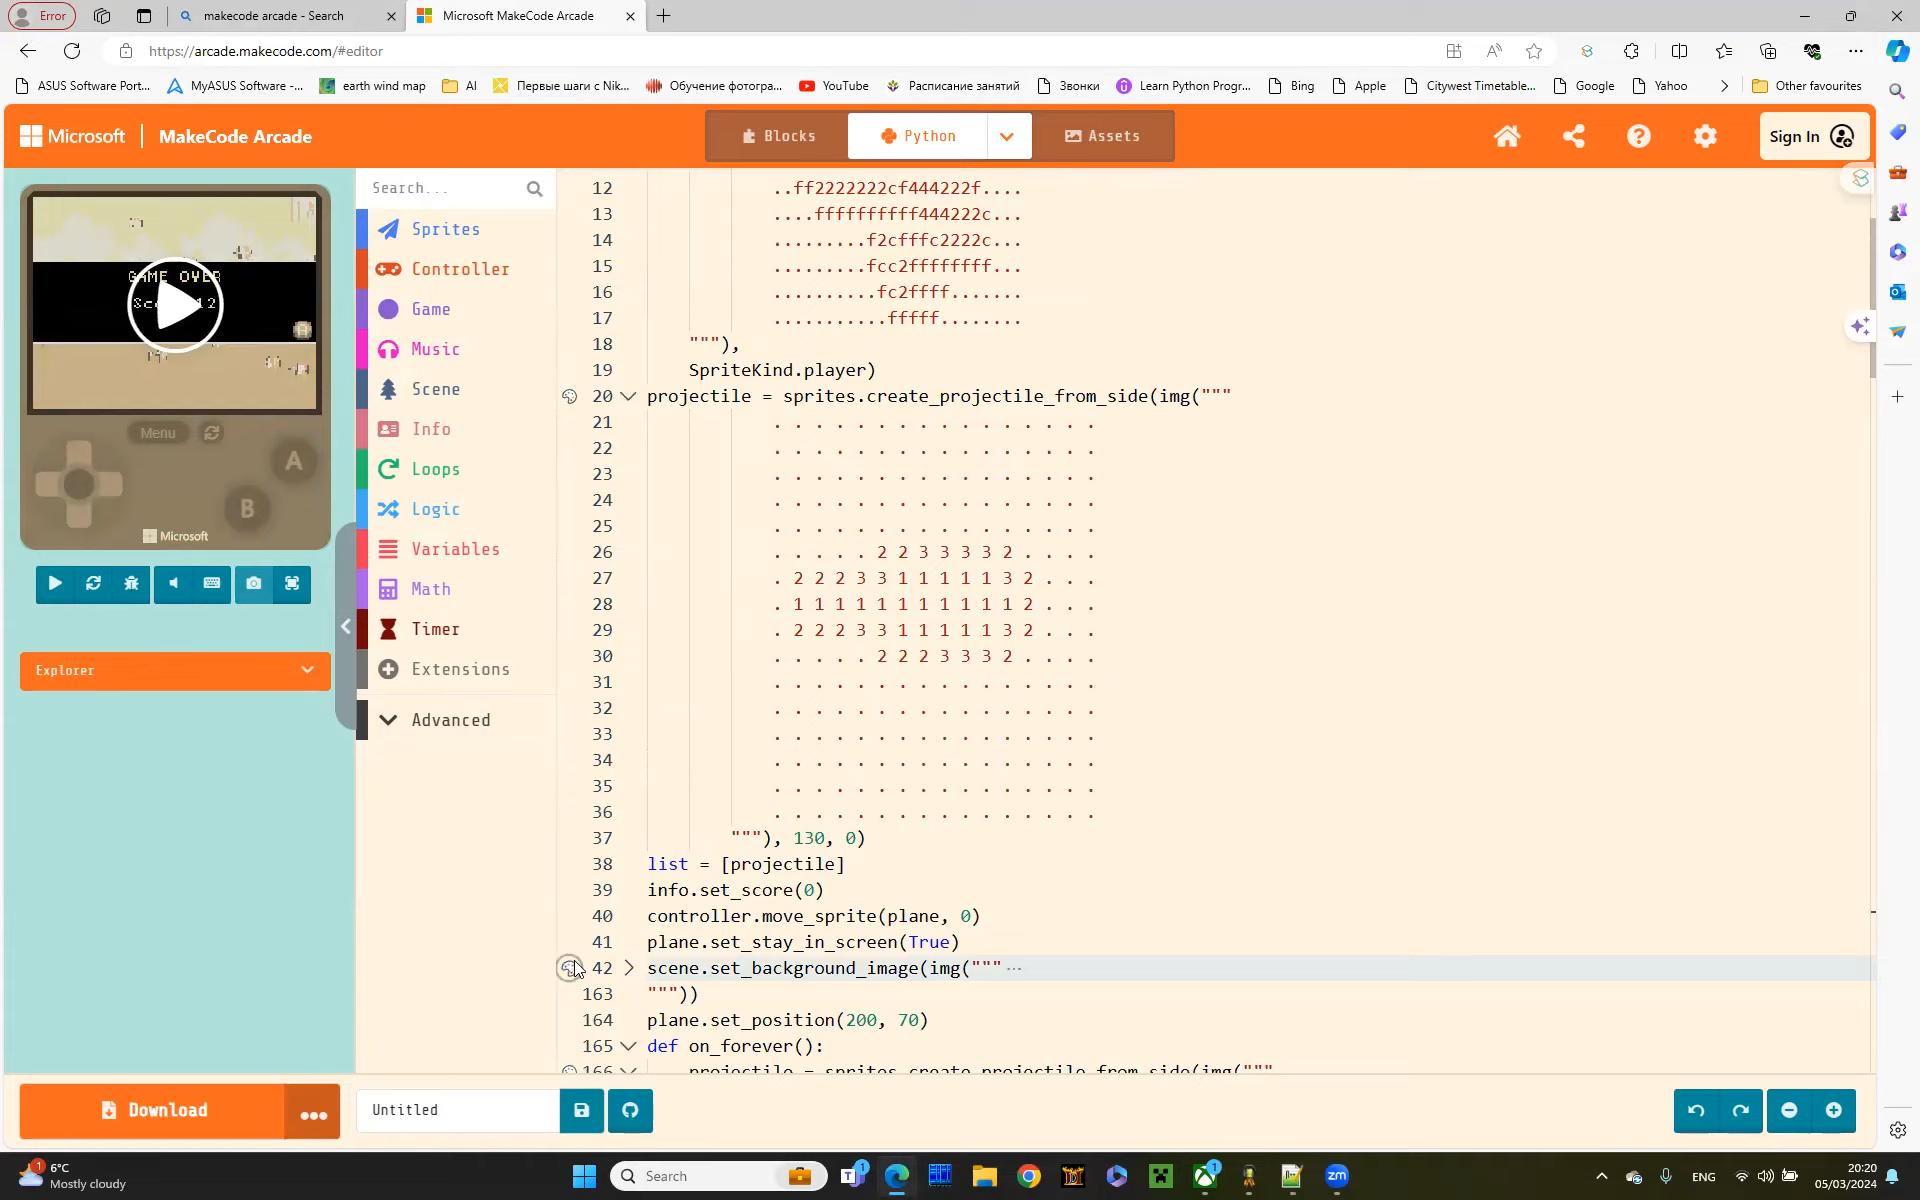 Error
makecode arcade - Search
Microsoft MakeCode Arcade
https://arcade.makecode.com/#editor
ASUS Software Port...
MyASUS Software -...
earth wind map
AI
Первые шаги с Nik...
Обучение фотогра...
YouTube
Расписание занятий
Звонки
Learn Python Progr...
Bing
Apple
Citywest Timetable...
Google
Yahoo
Other favourites
Microsoft
MakeCode Arcade
Blocks
Python
Assets
Sign In
GAME OVER
Menu
A
B
Microsoft
Explorer
Search...
Sprites
Controller
Game
Music
Scene
Info
Loops
Logic
Variables
Math
Timer
Extensions
Advanced
12 ..ff2222222cf444222f....
13 ....ffffffffff444222c...
14 .........f2cfffc2222c...
15 .........fcc2ffffffff...
16 ..........fc2ffff.......
17 ...........fffff........
18 """),
19 SpriteKind.player)
20 projectile = sprites.create_projectile_from_side(img("""
21 . . . . . . . . . . . . . . . .
22 . . . . . . . . . . . . . . . .
23 . . . . . . . . . . . . . . . .
24 . . . . . . . . . . . . . . . .
25 . . . . . . . . . . . . . . . .
26 . . . . . 2 2 3 3 3 3 2 . . . .
27 . 2 2 2 3 3 1 1 1 1 1 3 2 . . .
28 . 1 1 1 1 1 1 1 1 1 1 1 2 . . .
29 . 2 2 2 3 3 1 1 1 1 1 3 2 . . .
30 . . . . . 2 2 2 3 3 3 2 . . . .
31 . . . . . . . . . . . . . . . .
32 . . . . . . . . . . . . . . . .
33 . . . . . . . . . . . . . . . .
34 . . . . . . . . . . . . . . . .
35 . . . . . . . . . . . . . . . .
36 . . . . . . . . . . . . . . . .
37 """), 130, 0)
38 list = [projectile]
39 info.set_score(0)
40 controller.move_sprite(plane, 0)
41 plane.set_stay_in_screen(True)
42 scene.set_background_image(img("""...
163 """))
164 plane.set_position(200, 70)
165 def on_forever():
166 projectile = sprites.create_projectile_from_side(img("""
Download
Untitled
1
6°C
Mostly cloudy
Search
1
1
ENG
20:20
05/03/2024